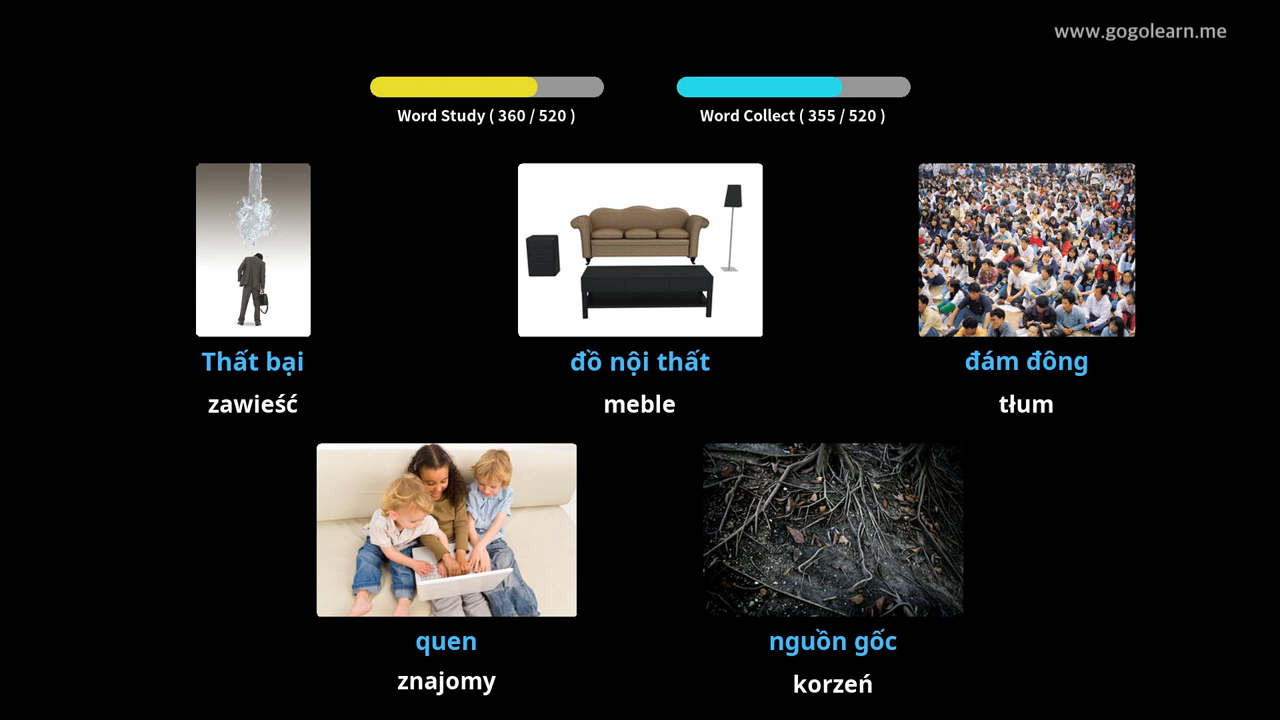 www.gogolearn.me
Word Study ( 360 / 520 )
Word Collect ( 355 / 520 )
Thất bại
zawieść
đồ nội thất
meble
đám đông
tłum
quen
znajomy
nguồn gốc
korzeń